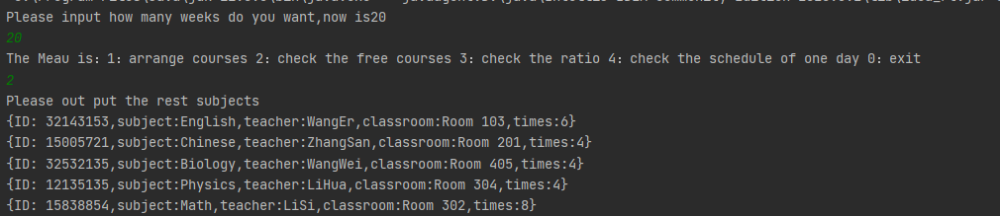 Please input how many weeks do you want,now is20
20
The Meau is: 1: arrange courses 2: check the free courses 3: check the ratio 4: check the schedule of one day 0: exit
2
Please out put the rest subjects
{ID: 32143153,subject:English,teacher:WangEr,classroom:Room 103,times:6}
{ID: 15005721,subject:Chinese,teacher:ZhangSan,classroom:Room 201,times:4}
{ID: 32532135,subject:Biology,teacher:WangWei,classroom:Room 405,times:4}
{ID: 12135135,subject:Physics,teacher:LiHua,classroom:Room 304,times:4}
{ID: 15838854,subject:Math,teacher:LiSi,classroom:Room 302,times:8}